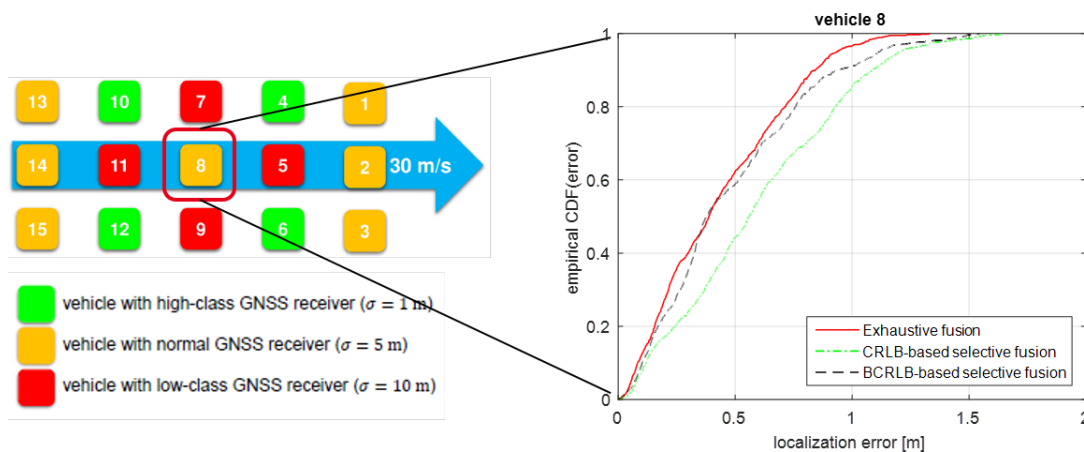 13 10 7 4 1
14 11 8 5 2 30 m/s
15 12 9 6 3
vehicle with high-class GNSS receiver (σ = 1 m)
vehicle with normal GNSS receiver (σ = 5 m)
vehicle with low-class GNSS receiver (σ = 10 m)
vehicle 8
empirical CDF(error)
1
0.8
0.6
0.4
0.2
0
Exhaustive fusion
CRLB-based selective fusion
BCRLB-based selective fusion
0 0.5 1 1.5 2
localization error [m]